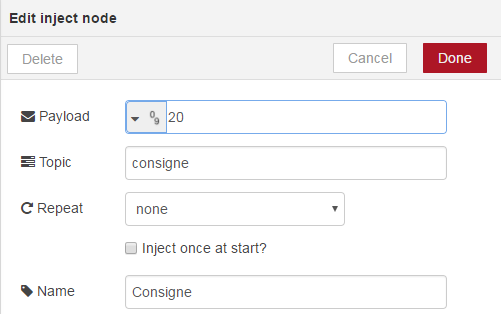 Edit inject node
Delete Cancel Done
Payload 0 9 20
Topic consigne
Repeat none
Inject once at start?
Name Consigne